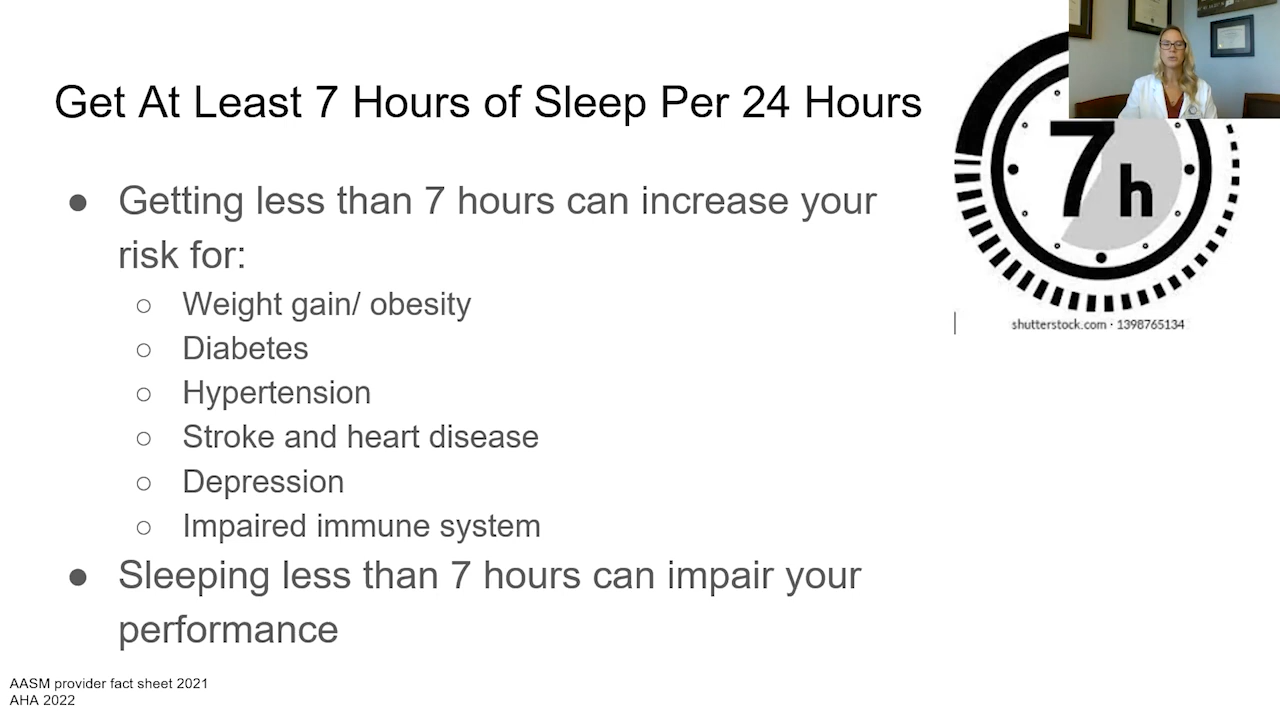 Get At Least 7 Hours of Sleep Per 24 Hours
● Getting less than 7 hours can increase your
risk for:
○ Weight gain/ obesity
○ Diabetes
○ Hypertension
○ Stroke and heart disease
○ Depression
○ Impaired immune system
● Sleeping less than 7 hours can impair your
performance
7 h
shutterstock.com · 1398765134
AASM provider fact sheet 2021
AHA 2022